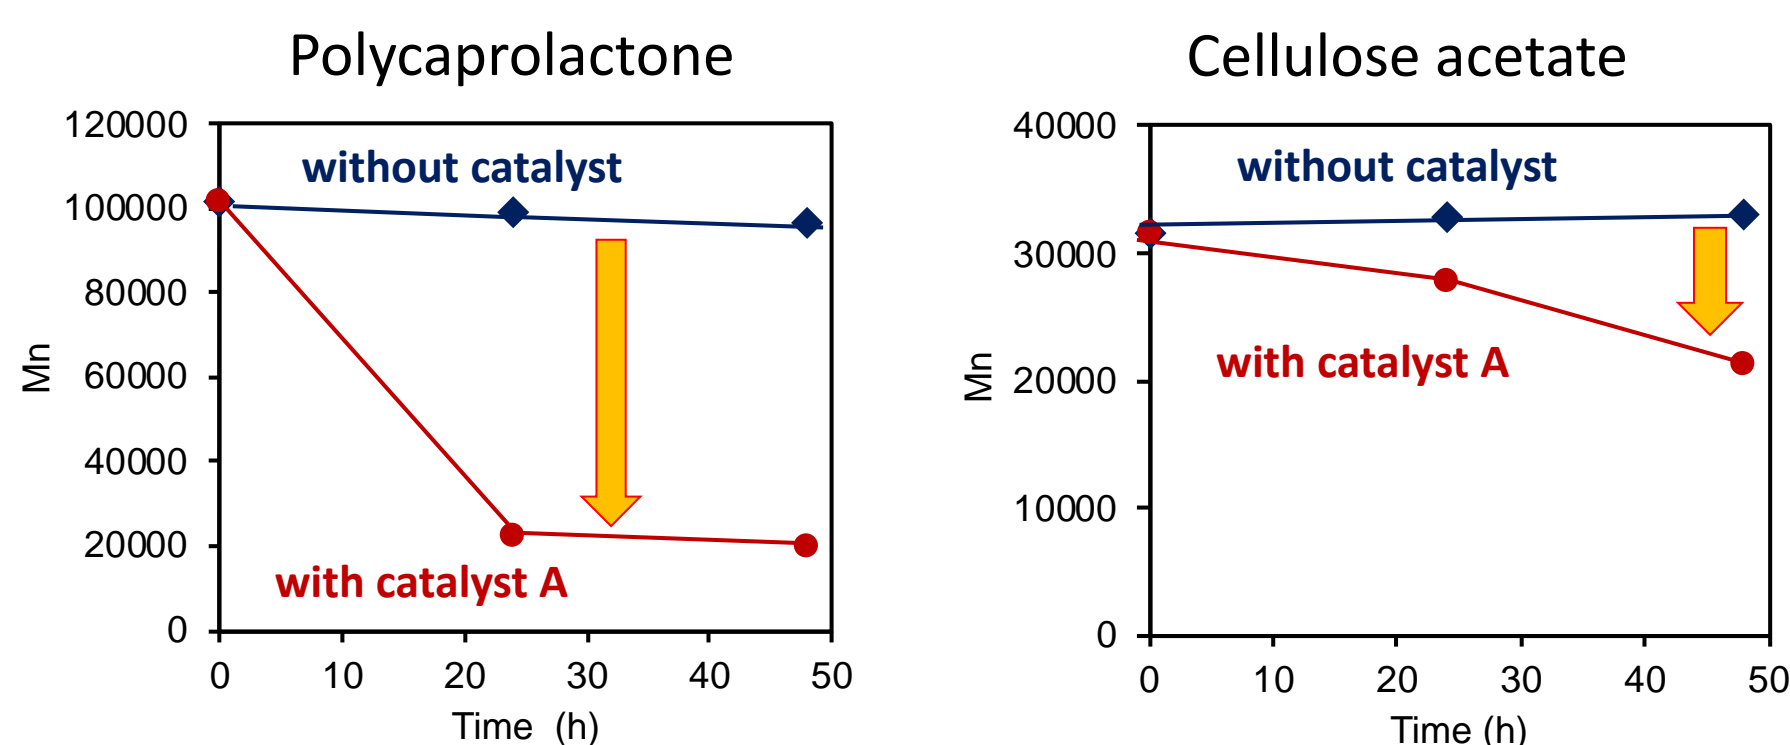 Polycaprolactone
120000
100000
80000
60000
40000
20000
0
Mn
without catalyst
with catalyst A
0 10 20 30 40 50
Time (h)
Cellulose acetate
40000
30000
20000
10000
0
Mn
without catalyst
with catalyst A
0 10 20 30 40 50
Time (h)